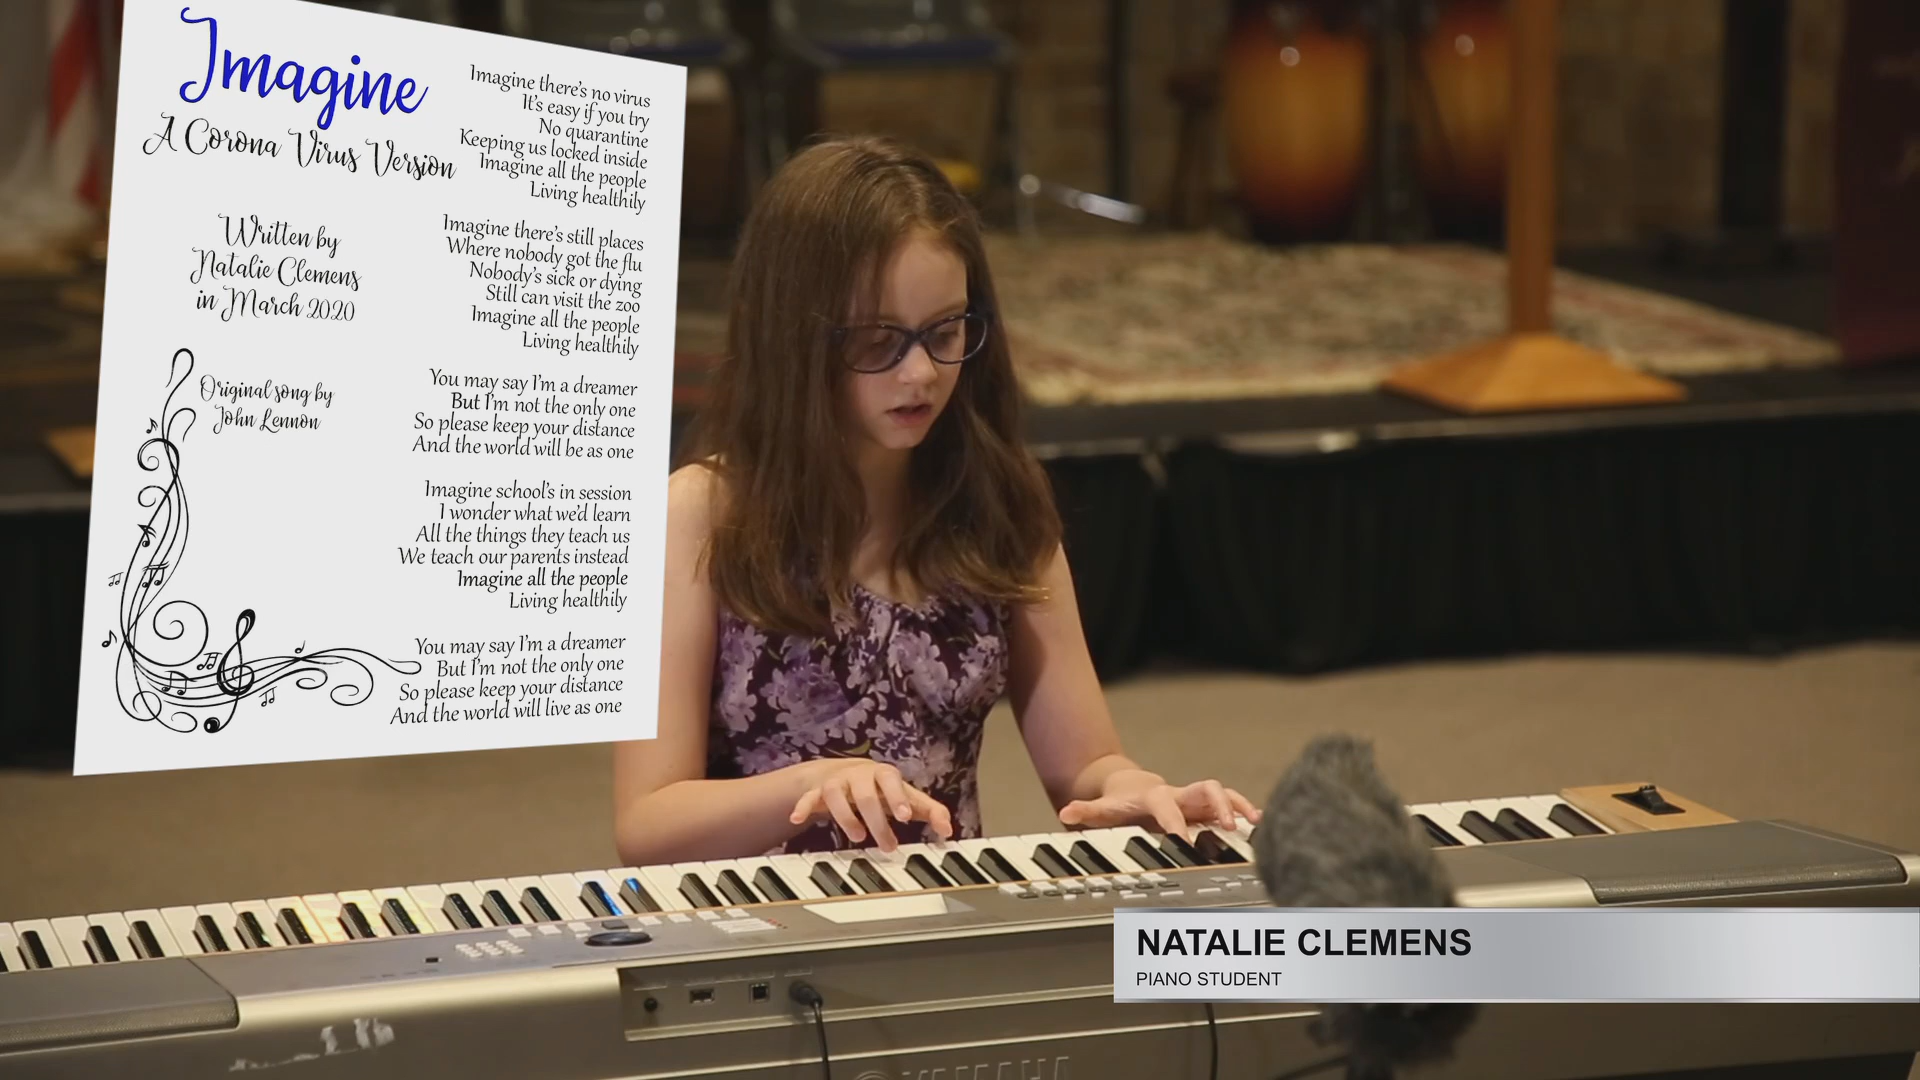 Imagine
A Corona Virus Version
Written by
Natalie Clemens
in March 2020
Original song by
John Lennon
Imagine there's no virus
It's easy if you try
No quarantine
Keeping us locked inside
Imagine all the people
Living healthily
Imagine there's still places
Where nobody got the flu
Nobody's sick or dying
Still can visit the zoo
Imagine all the people
Living healthily
You may say I'm a dreamer
But I'm not the only one
So please keep your distance
And the world will be as one
Imagine school's in session
I wonder what we'd learn
All the things they teach us
We teach our parents instead
Imagine all the people
Living healthily
You may say I'm a dreamer
But I'm not the only one
So please keep your distance
And the world will live as one
NATALIE CLEMENS
PIANO STUDENT
YAMAHA